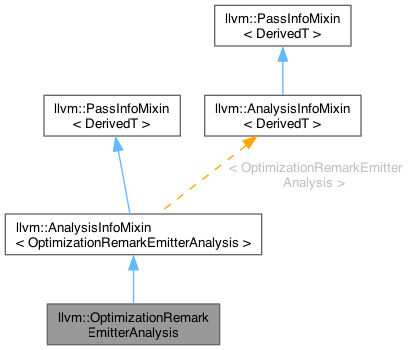 llvm::PassInfoMixin
< DerivedT >
llvm::PassInfoMixin
< DerivedT >
llvm::AnalysisInfoMixin
< DerivedT >
< OptimizationRemarkEmitter
Analysis >
llvm::AnalysisInfoMixin
< OptimizationRemarkEmitterAnalysis >
llvm::OptimizationRemark
EmitterAnalysis